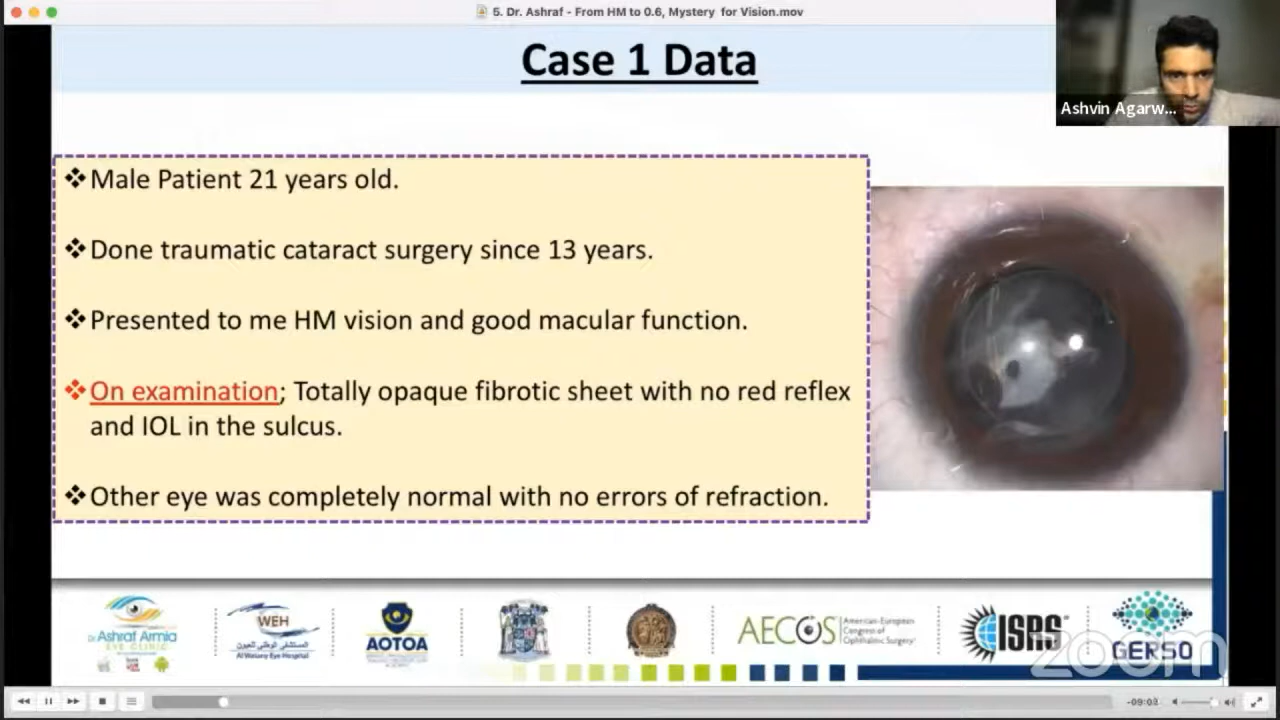 5. Dr. Ashraf - From HM to 0.6, Mystery for Vision.mov
Case 1 Data
Ashvin Agarw...
❖Male Patient 21 years old.
❖Done traumatic cataract surgery since 13 years.
❖Presented to me HM vision and good macular function.
❖On examination; Totally opaque fibrotic sheet with no red reflex
and IOL in the sulcus.
❖Other eye was completely normal with no errors of refraction.
Dr. Ashraf Armia
EYE CLINIC
WEH
المستشفى الوطني للعيون
Al Watany Eye Hospital
AOTOA
AECOS
American-European
Congress of
Ophthalmic Surgery
ISRS
GERSO
zoom